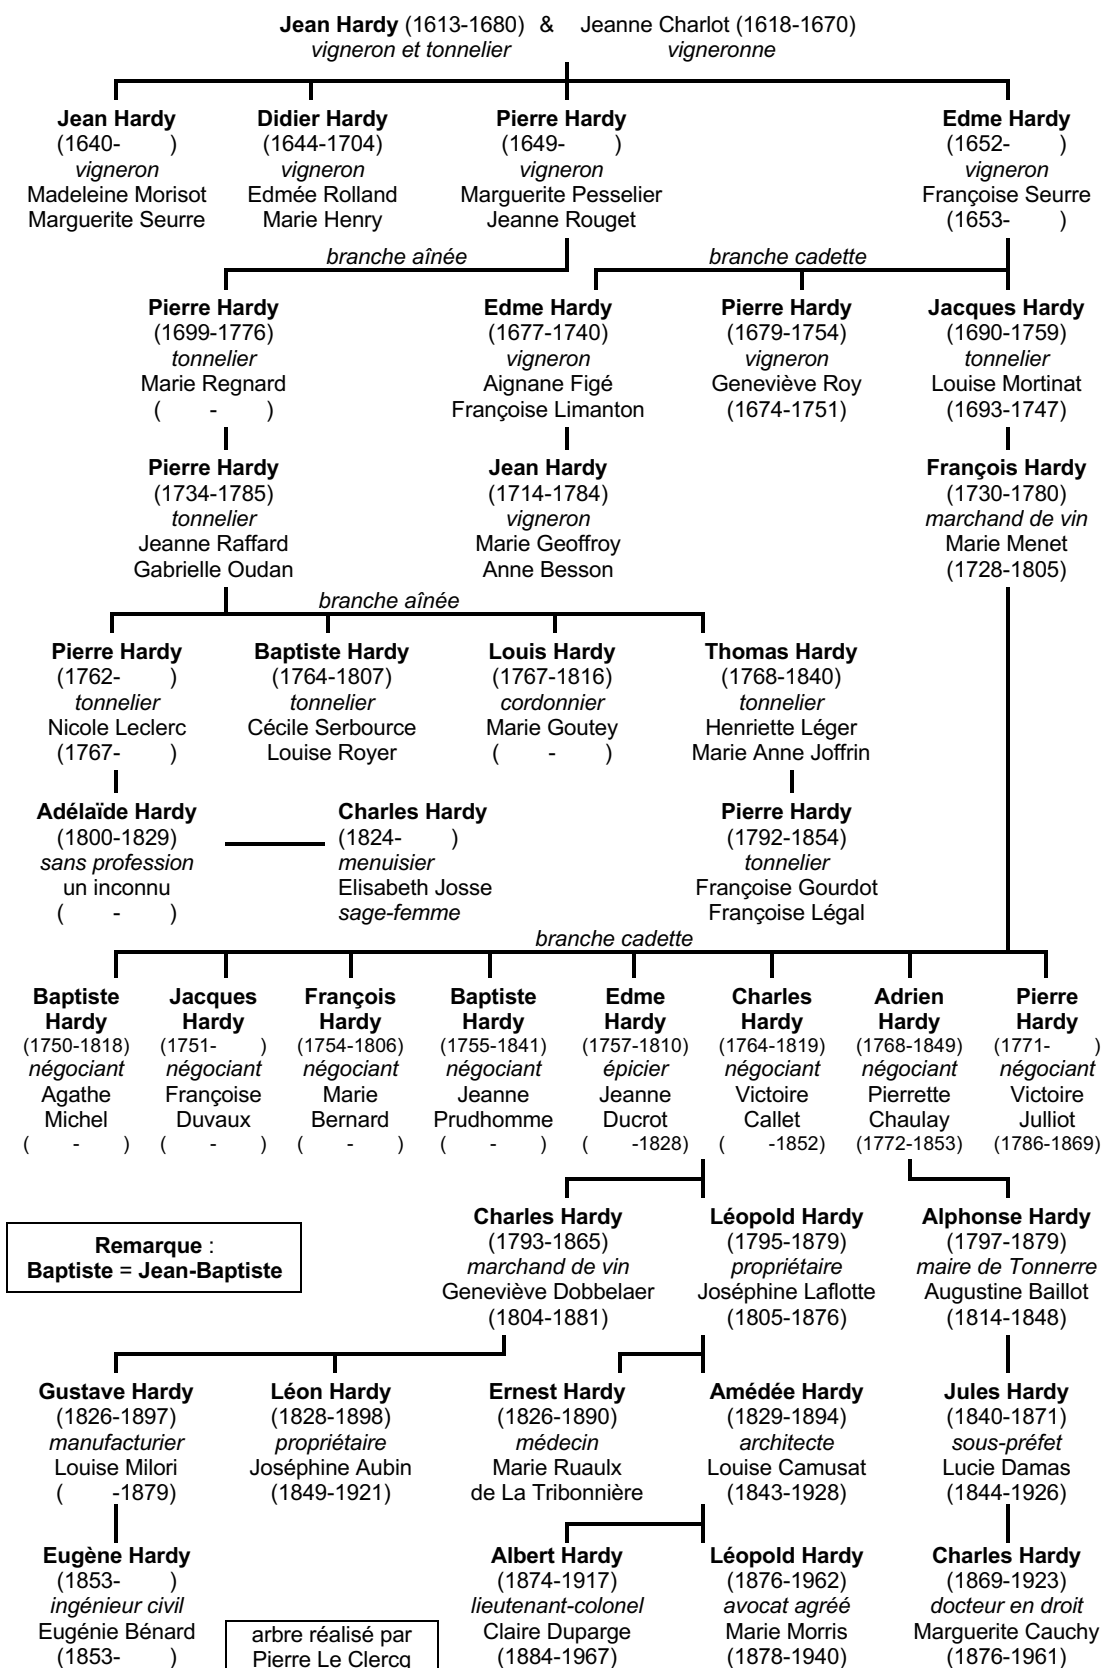 Jean Hardy (1613-1680) & Jeanne Charlot (1618-1670)
vigneron et tonnelier vigneronne
Jean Hardy
(1640- )
vigneron
Madeleine Morisot
Marguerite Seurre
Didier Hardy
(1644-1704)
vigneron
Edmée Rolland
Marie Henry
Pierre Hardy
(1649- )
vigneron
Marguerite Pesselier
Jeanne Rouget
Edme Hardy
(1652- )
vigneron
Françoise Seurre
(1653- )
branche aînée
branche cadette
Pierre Hardy
(1699-1776)
tonnelier
Marie Regnard
( - )
Edme Hardy
(1677-1740)
vigneron
Aignane Figé
Françoise Limanton
Pierre Hardy
(1679-1754)
vigneron
Geneviève Roy
(1674-1751)
Jacques Hardy
(1690-1759)
tonnelier
Louise Mortinat
(1693-1747)
Pierre Hardy
(1734-1785)
tonnelier
Jeanne Raffard
Gabrielle Oudan
Jean Hardy
(1714-1784)
vigneron
Marie Geoffroy
Anne Besson
François Hardy
(1730-1780)
marchand de vin
Marie Menet
(1728-1805)
branche aînée
Pierre Hardy
(1762- )
tonnelier
Nicole Leclerc
(1767- )
Baptiste Hardy
(1764-1807)
tonnelier
Cécile Serbource
Louise Royer
Louis Hardy
(1767-1816)
cordonnier
Marie Goutey
( - )
Thomas Hardy
(1768-1840)
tonnelier
Henriette Léger
Marie Anne Joffrin
Adélaïde Hardy
(1800-1829)
sans profession
un inconnu
( - )
Charles Hardy
(1824- )
menuisier
Elisabeth Josse
sage-femme
Pierre Hardy
(1792-1854)
tonnelier
Françoise Gourdot
Françoise Légal
branche cadette
Baptiste
Hardy
(1750-1818)
négociant
Agathe
Michel
( - )
Jacques
Hardy
(1751- )
négociant
Françoise
Duvaux
( - )
François
Hardy
(1754-1806)
négociant
Marie
Bernard
( - )
Baptiste
Hardy
(1755-1841)
négociant
Jeanne
Prudhomme
( - )
Edme
Hardy
(1757-1810)
épicier
Jeanne
Ducrot
( -1828)
Charles
Hardy
(1764-1819)
négociant
Victoire
Callet
( -1852)
Adrien
Hardy
(1768-1849)
négociant
Pierrette
Chaulay
(1772-1853)
Pierre
Hardy
(1771- )
négociant
Victoire
Julliot
(1786-1869)
Remarque :
Baptiste = Jean-Baptiste
Charles Hardy
(1793-1865)
marchand de vin
Geneviève Dobbelaer
(1804-1881)
Léopold Hardy
(1795-1879)
propriétaire
Joséphine Laflotte
(1805-1876)
Alphonse Hardy
(1797-1879)
maire de Tonnerre
Augustine Baillot
(1814-1848)
Gustave Hardy
(1826-1897)
manufacturier
Louise Milori
( -1879)
Léon Hardy
(1828-1898)
propriétaire
Joséphine Aubin
(1849-1921)
Ernest Hardy
(1826-1890)
médecin
Marie Ruaulx
de La Tribonnière
Amédée Hardy
(1829-1894)
architecte
Louise Camusat
(1843-1928)
Jules Hardy
(1840-1871)
sous-préfet
Lucie Damas
(1844-1926)
Eugène Hardy
(1853- )
ingénieur civil
Eugénie Bénard
(1853- )
arbre réalisé par
Pierre Le Clercq
Albert Hardy
(1874-1917)
lieutenant-colonel
Claire Duparge
(1884-1967)
Léopold Hardy
(1876-1962)
avocat agréé
Marie Morris
(1878-1940)
Charles Hardy
(1869-1923)
docteur en droit
Marguerite Cauchy
(1876-1961)